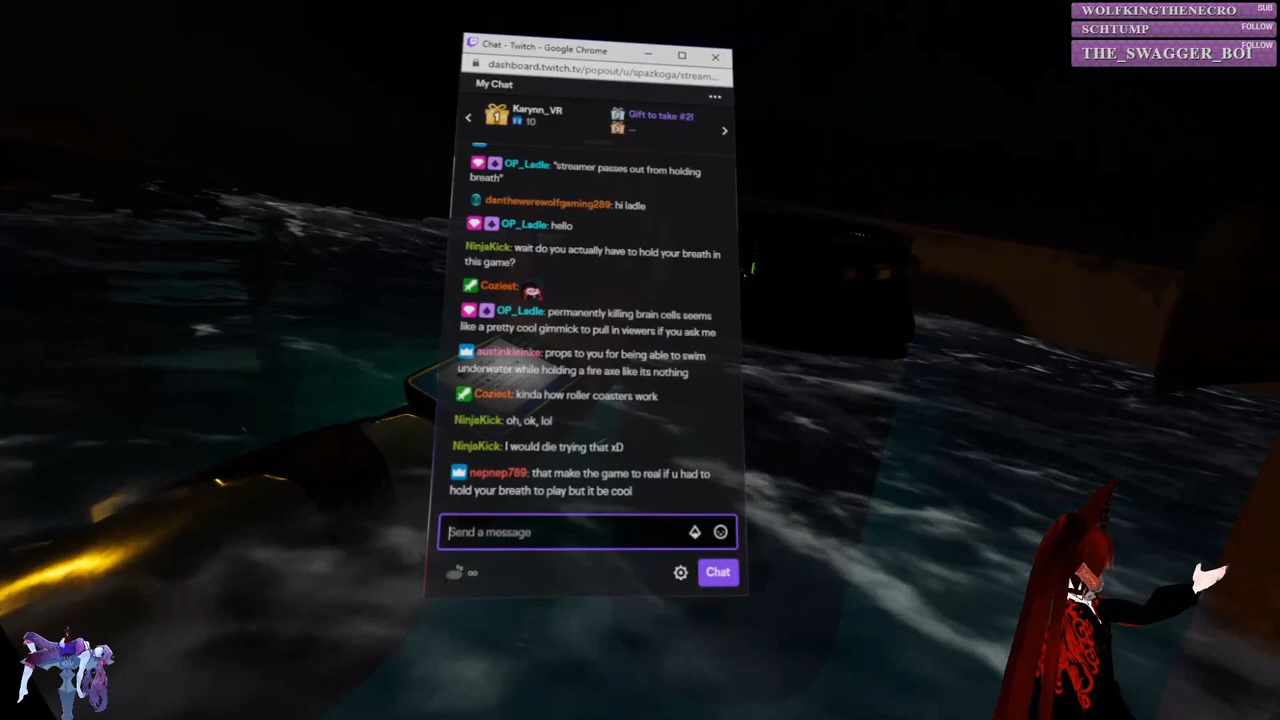 WOLFKINGTHENECRO SUB
SCHTUMP FOLLOW
THE_SWAGGER_BOI FOLLOW
Chat - Twitch - Google Chrome
dashboard.twitch.tv/popout/u/spazkoga/stream...
My Chat
1 Karynn_VR
10
2 Gift to take #2!
3 --
OP_Ladle: "streamer passes out from holding
breath"
danthewerewolfgaming289: hi ladle
OP_Ladle: hello
NinjaKick: wait do you actually have to hold your breath in
this game?
Coziest:
OP_Ladle: permanently killing brain cells seems
like a pretty cool gimmick to pull in viewers if you ask me
austinkleinke: props to you for being able to swim
underwater while holding a fire axe like its nothing
Coziest: kinda how roller coasters work
NinjaKick: oh, ok, lol
NinjaKick: I would die trying that xD
nepnep789: that make the game to real if u had to
hold your breath to play but it be cool
Send a message
∞
Chat